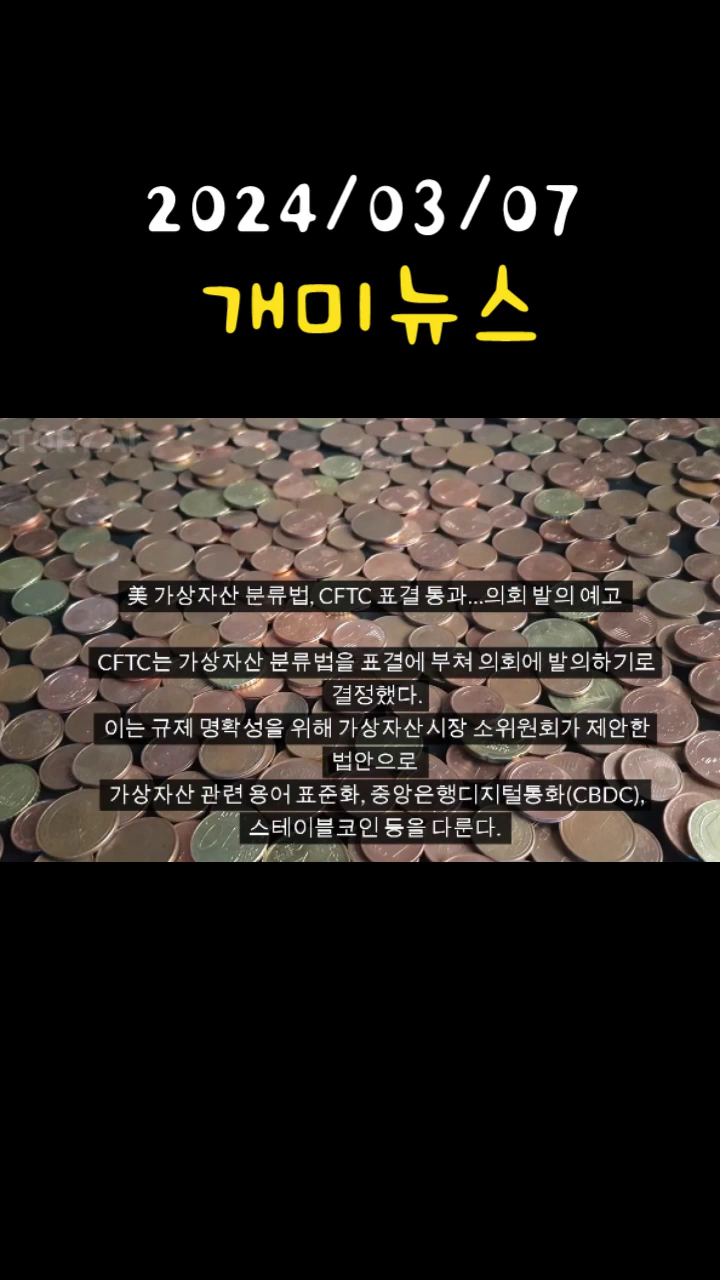 2024/03/07
개미뉴스
美 가상자산 분류법, CFTC 표결 통과...의회 발의 예고
CFTC는 가상자산 분류법을 표결에 부쳐 의회에 발의하기로
결정했다.
이는 규제 명확성을 위해 가상자산시장 소위원회가 제안한
법안으로
가상자산 관련 용어 표준화, 중앙은행디지털통화(CBDC),
스테이블코인 등을 다룬다.